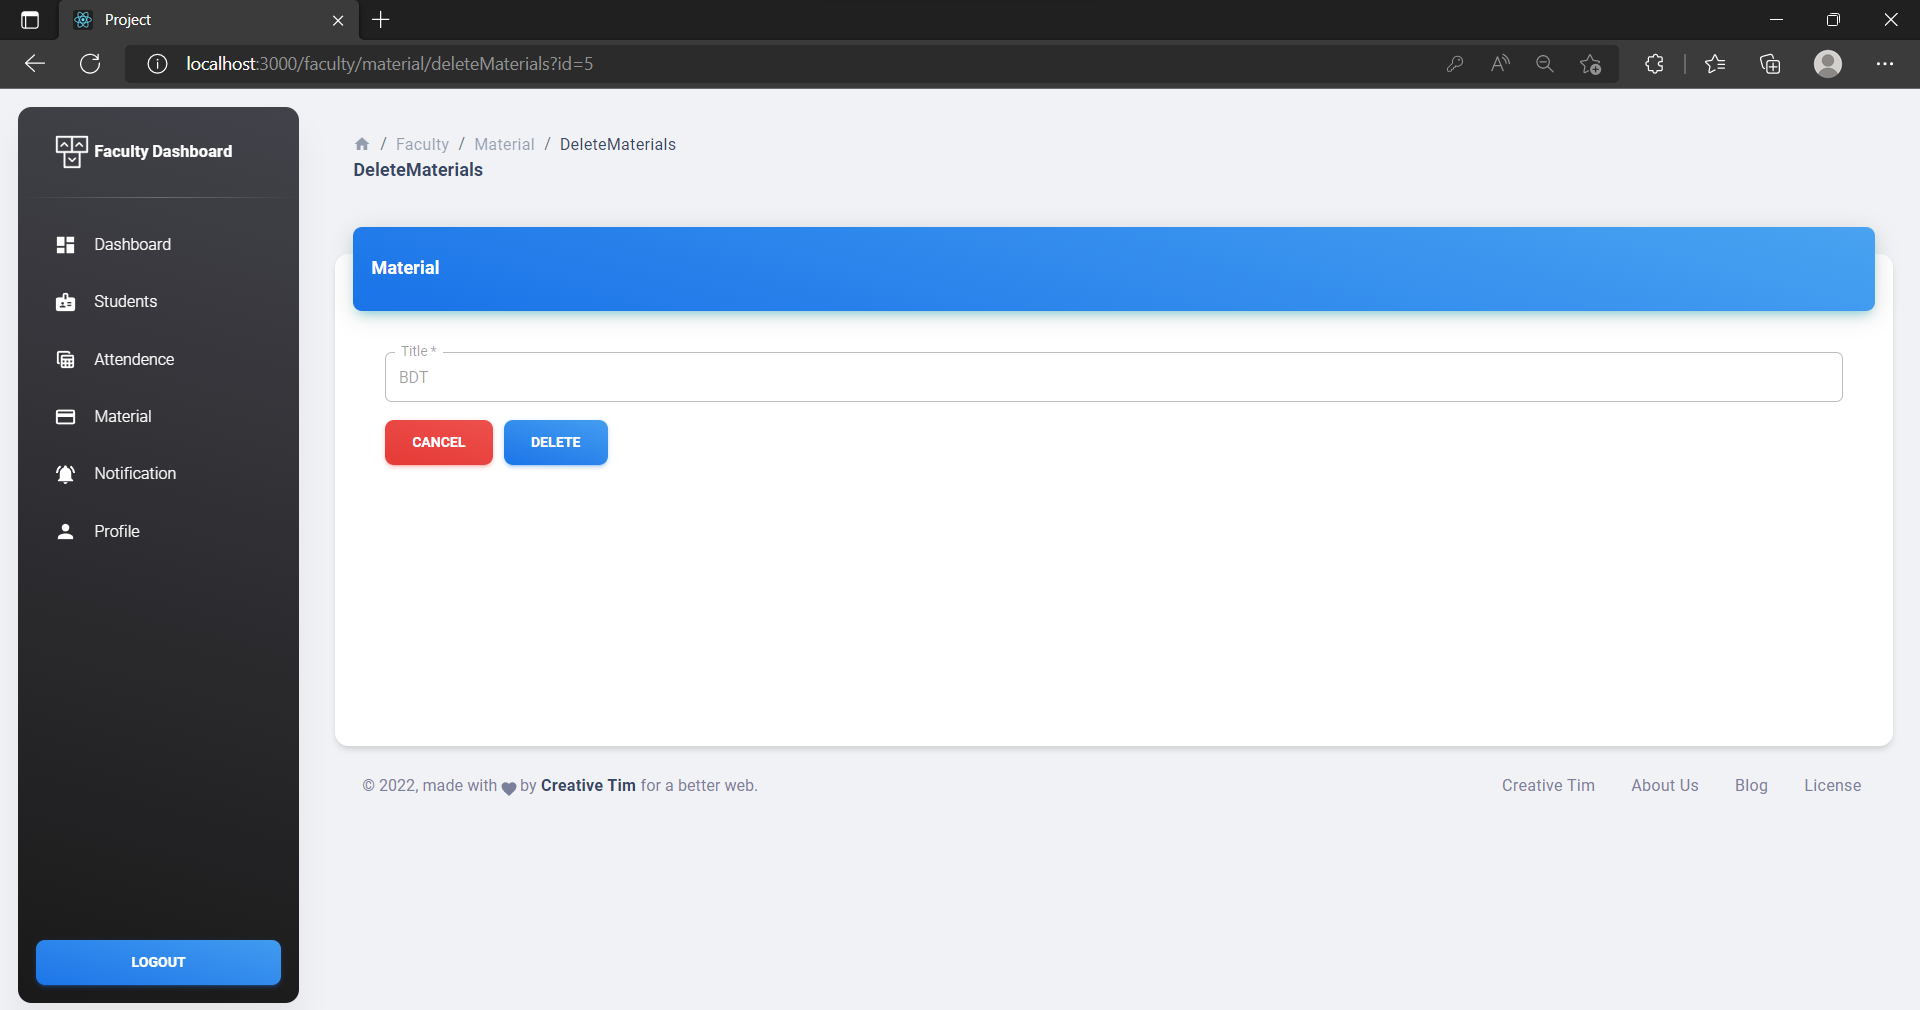 Project
localhost:3000/faculty/material/deleteMaterials?id=5
Faculty Dashboard
Dashboard
Students
Attendence
Material
Notification
Profile
LOGOUT
/ Faculty / Material / DeleteMaterials
DeleteMaterials
Material
Title *
BDT
CANCEL
DELETE
© 2022, made with by Creative Tim for a better web.
Creative Tim
About Us
Blog
License